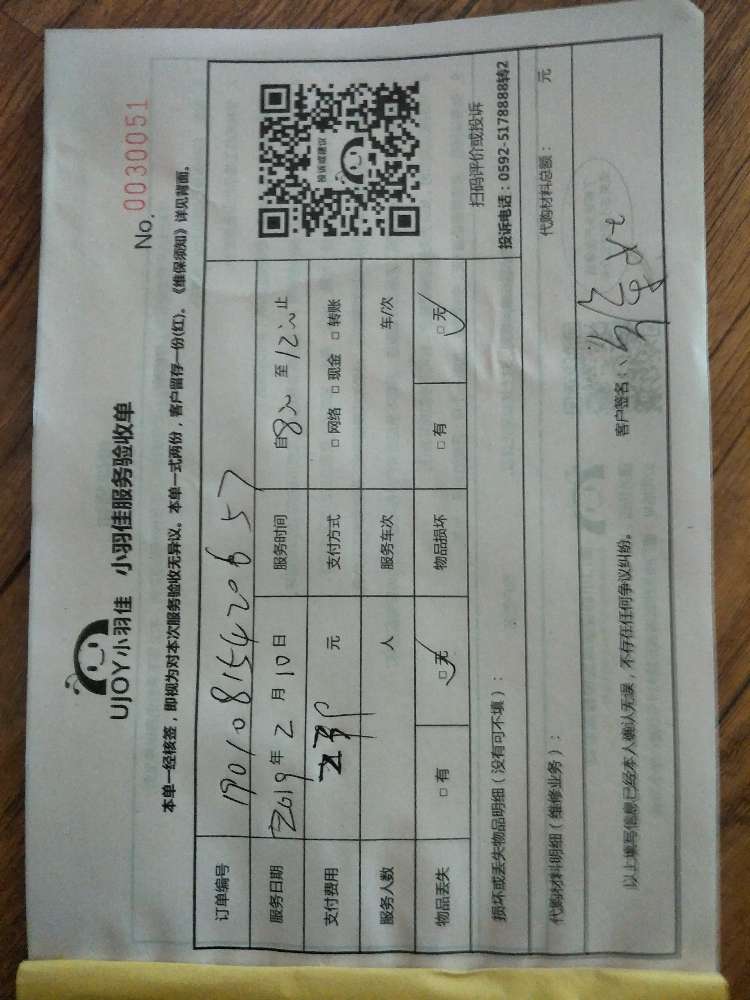 UJOY小羽佳 小羽佳服务验收单
No. 0030051
本单一经核签，即视为对本次服务验收无异议。本单一式两份，客户留存一份(红)。《维保须知》详见背面。
订单编号 190108154420657
服务日期 2019年 2 月 10 日 服务时间 自 8:00 至 12:00 止
支付费用 元 支付方式 □ 网络 □ 现金 □ 转账
服务人数 人 服务车次 车/次
物品丢失 □ 有 □ 无 物品损坏 □ 有 □ 无
投诉或建议
扫码评价或投诉
投诉电话：0592-5178888转2
损坏或丢失物品明细（没有可不填）：
代购材料明细（维修业务）： 代购材料总额： 元
以上填写信息已经本人确认无误，不存在任何争议纠纷。 客户签名：